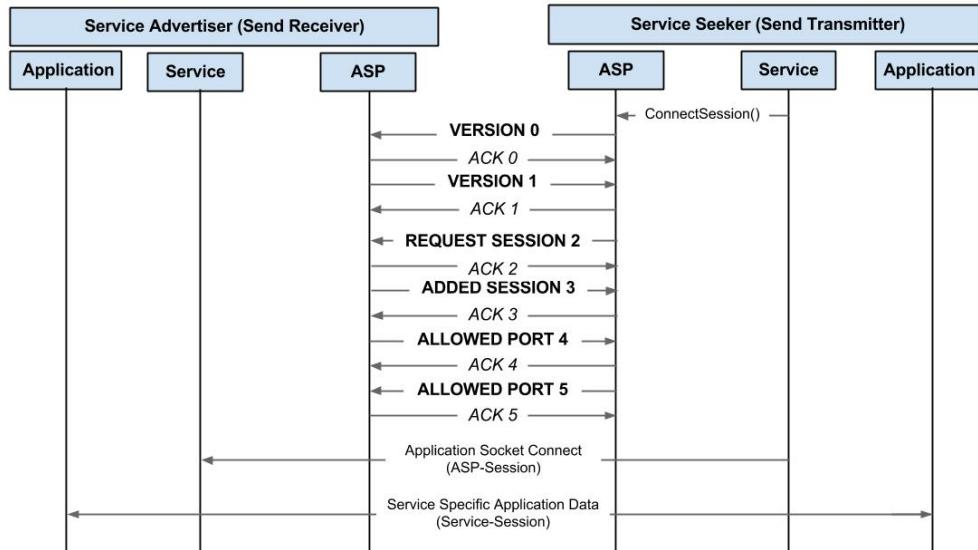 Service Advertiser (Send Receiver)
Service Seeker (Send Transmitter)
Application
Service
ASP
ASP
Service
Application
ConnectSession()
VERSION 0
ACK 0
VERSION 1
ACK 1
REQUEST SESSION 2
ACK 2
ADDED SESSION 3
ACK 3
ALLOWED PORT 4
ACK 4
ALLOWED PORT 5
ACK 5
Application Socket Connect
(ASP-Session)
Service Specific Application Data
(Service-Session)